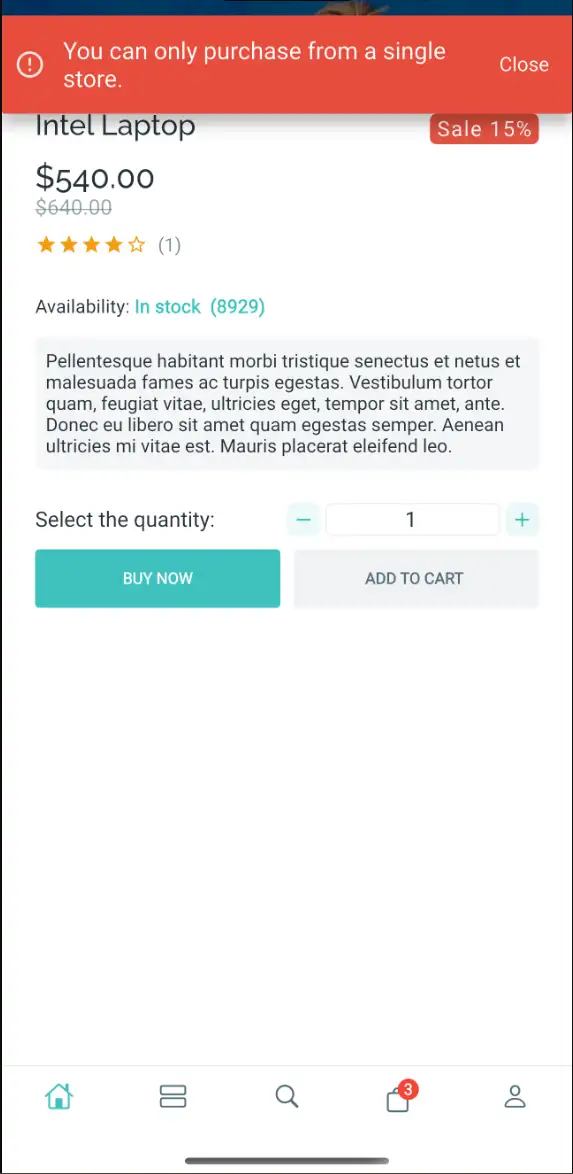 You can only purchase from a single
store.
Close
Intel Laptop
Sale 15%
$540.00
$640.00
(1)
Availability: In stock (8929)
Pellentesque habitant morbi tristique senectus et netus et
malesuada fames ac turpis egestas. Vestibulum tortor
quam, feugiat vitae, ultricies eget, tempor sit amet, ante.
Donec eu libero sit amet quam egestas semper. Aenean
ultricies mi vitae est. Mauris placerat eleifend leo.
Select the quantity:
1
BUY NOW
ADD TO CART
3